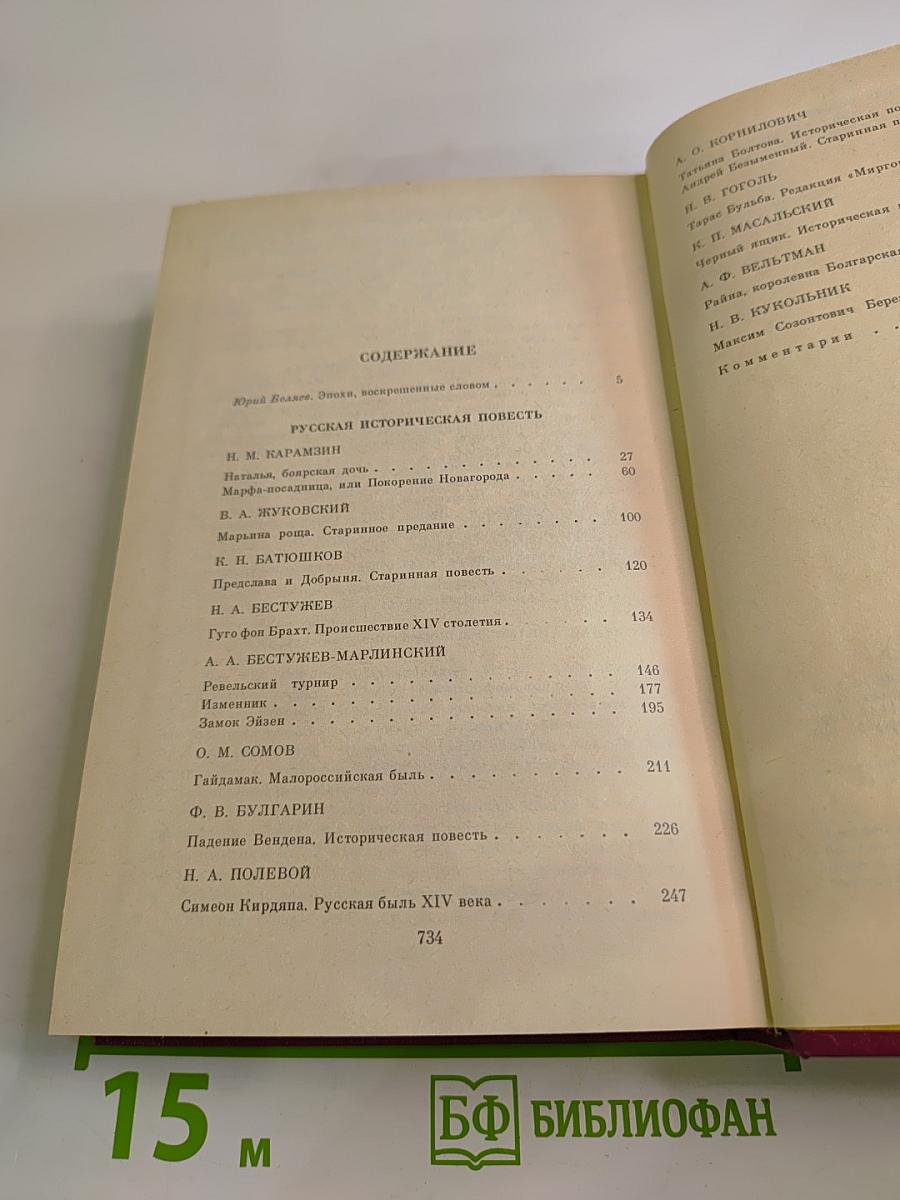 СОДЕРЖАНИЕ
Юрий Беляев. Эпохи, воскрешенные словом . . . . . . 5
РУССКАЯ ИСТОРИЧЕСКАЯ ПОВЕСТЬ
Н. М. КАРАМЗИН
Наталья, боярская дочь . . . . . . . . . . . . . 27
Марфа-посадница, или Покорение Новагорода . . . . . 60
В. А. ЖУКОВСКИЙ
Марьина роща. Старинное предание . . . . . . . . 100
К. Н. БАТЮШКОВ
Предслава и Добрыня. Старинная повесть . . . . . . 120
Н. А. БЕСТУЖЕВ
Гуго фон Брахт. Происшествие XIV столетия . . . . . . 134
А. А. БЕСТУЖЕВ-МАРЛИНСКИЙ
Ревельский турнир . . . . . . . . . . . . . 146
Изменник . . . . . . . . . . . . . . . . 177
Замок Эйзен . . . . . . . . . . . . . . . 195
О. М. СОМОВ
Гайдамак. Малороссийская быль . . . . . . . . . . 211
Ф. В. БУЛГАРИН
Падение Вендена. Историческая повесть . . . . . . . 226
Н. А. ПОЛЕВОЙ
Симеон Кирдяпа. Русская быль XIV века . . . . . . . 247
734
А. О. КОРНИЛОВИЧ
Татьяна Болтова. Историческая по
Андрей Безыменный. Старинная п
Н. В. ГОГОЛЬ
Тарас Бульба. Редакция «Мирго
К. П. МАСАЛЬСКИЙ
Черный ящик. Историческая
А. Ф. ВЕЛЬТМАН
Райна, королевна Болгарская
Н. В. КУКОЛЬНИК
Максим Созонтович Бере
Комментарии . .
15 м
БФ БИБЛИОФАН